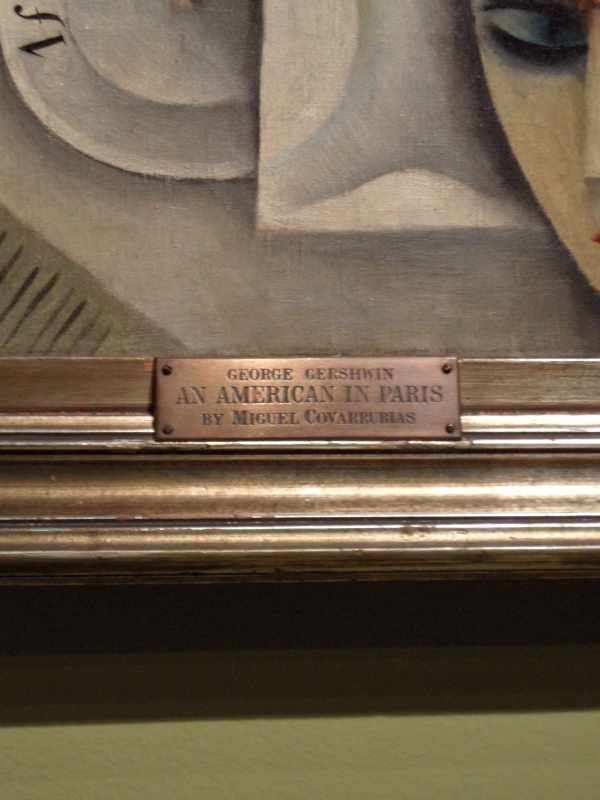 GEORGE GERSHWIN
AN AMERICAN IN PARIS
BY MIGUEL COVARRUBIAS